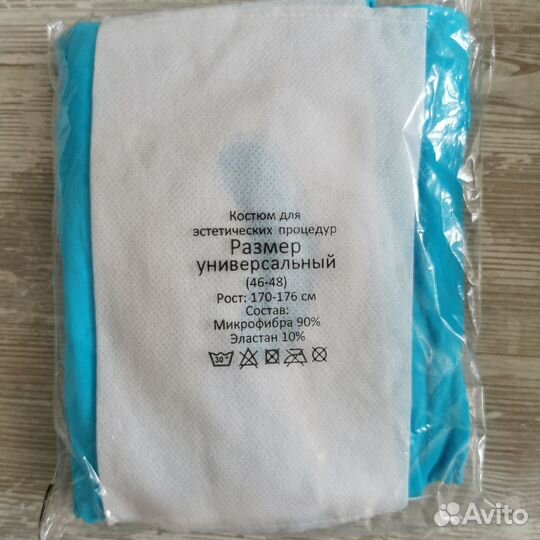 Костюм для
эстетических процедур
Размер
универсальный
(46-48)
Рост: 170-176 см
Состав:
Микрофибра 90%
Эластан 10%
30°
Avito